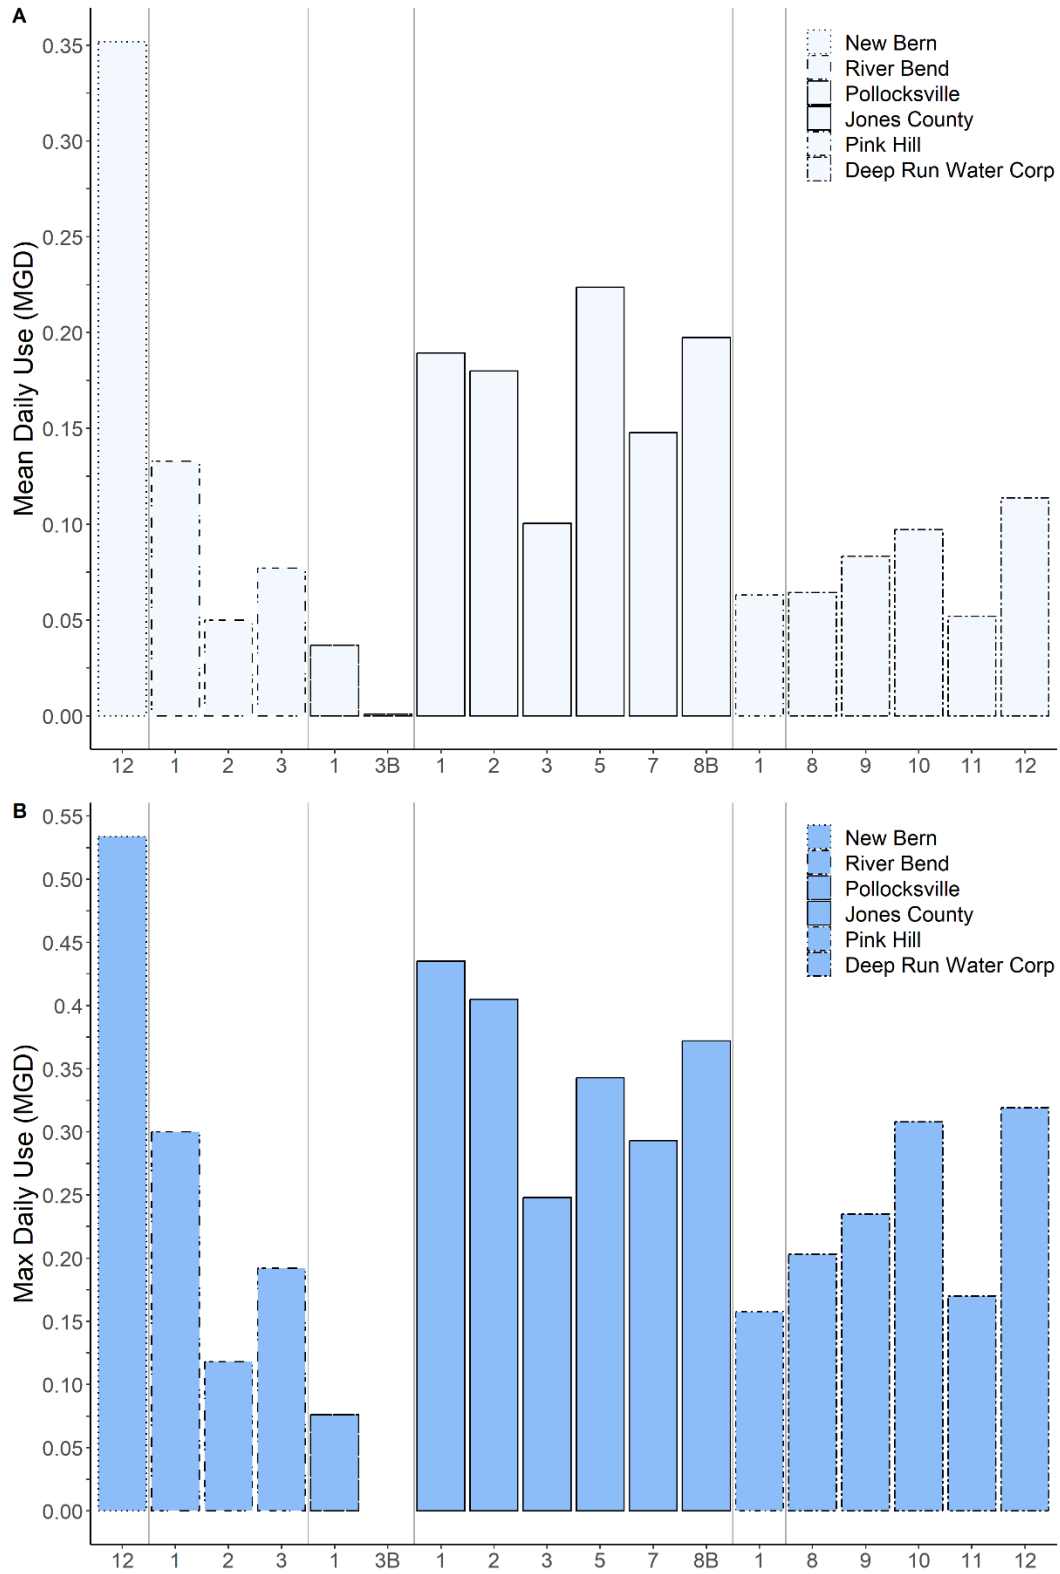 A
New Bern
River Bend
Pollocksville
Jones County
Pink Hill
Deep Run Water Corp
Mean Daily Use (MGD)
0.35
0.30
0.25
0.20
0.15
0.10
0.05
0.00
12 1 2 3 1 3B 1 2 3 5 7 8B 1 8 9 10 11 12
B
New Bern
River Bend
Pollocksville
Jones County
Pink Hill
Deep Run Water Corp
Max Daily Use (MGD)
0.55
0.50
0.45
0.4
0.35
0.30
0.25
0.20
0.15
0.10
0.05
0.00
12 1 2 3 1 3B 1 2 3 5 7 8B 1 8 9 10 11 12